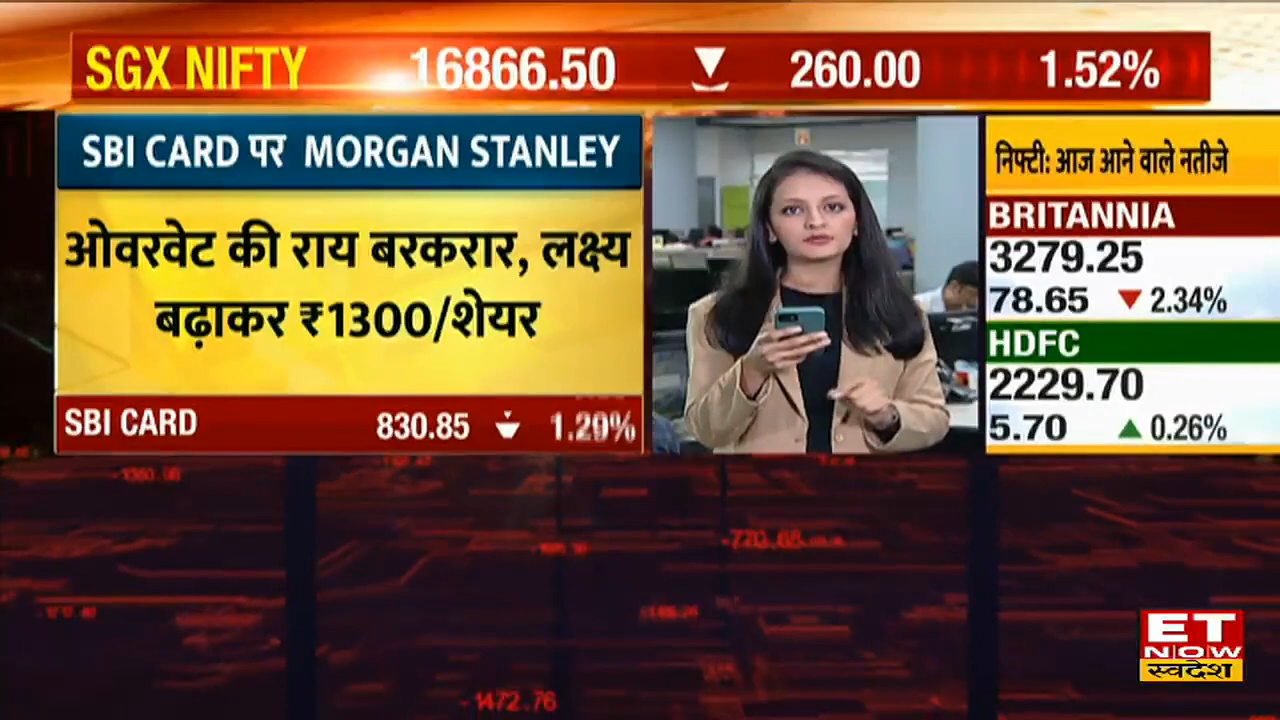 SGX NIFTY 16866.50 ▼ 260.00 1.52%
SBI CARD पर MORGAN STANLEY
ओवरवेट की राय बरकरार, लक्ष्य
बढ़ाकर ₹1300/शेयर
SBI CARD 830.85 1.29%
निफ्टी: आज आने वाले नतीजे
BRITANNIA
3279.25
78.65 ▼ 2.34%
HDFC
2229.70
5.70 ▲ 0.26%
-1472.76
ET
NOW
स्वदेश